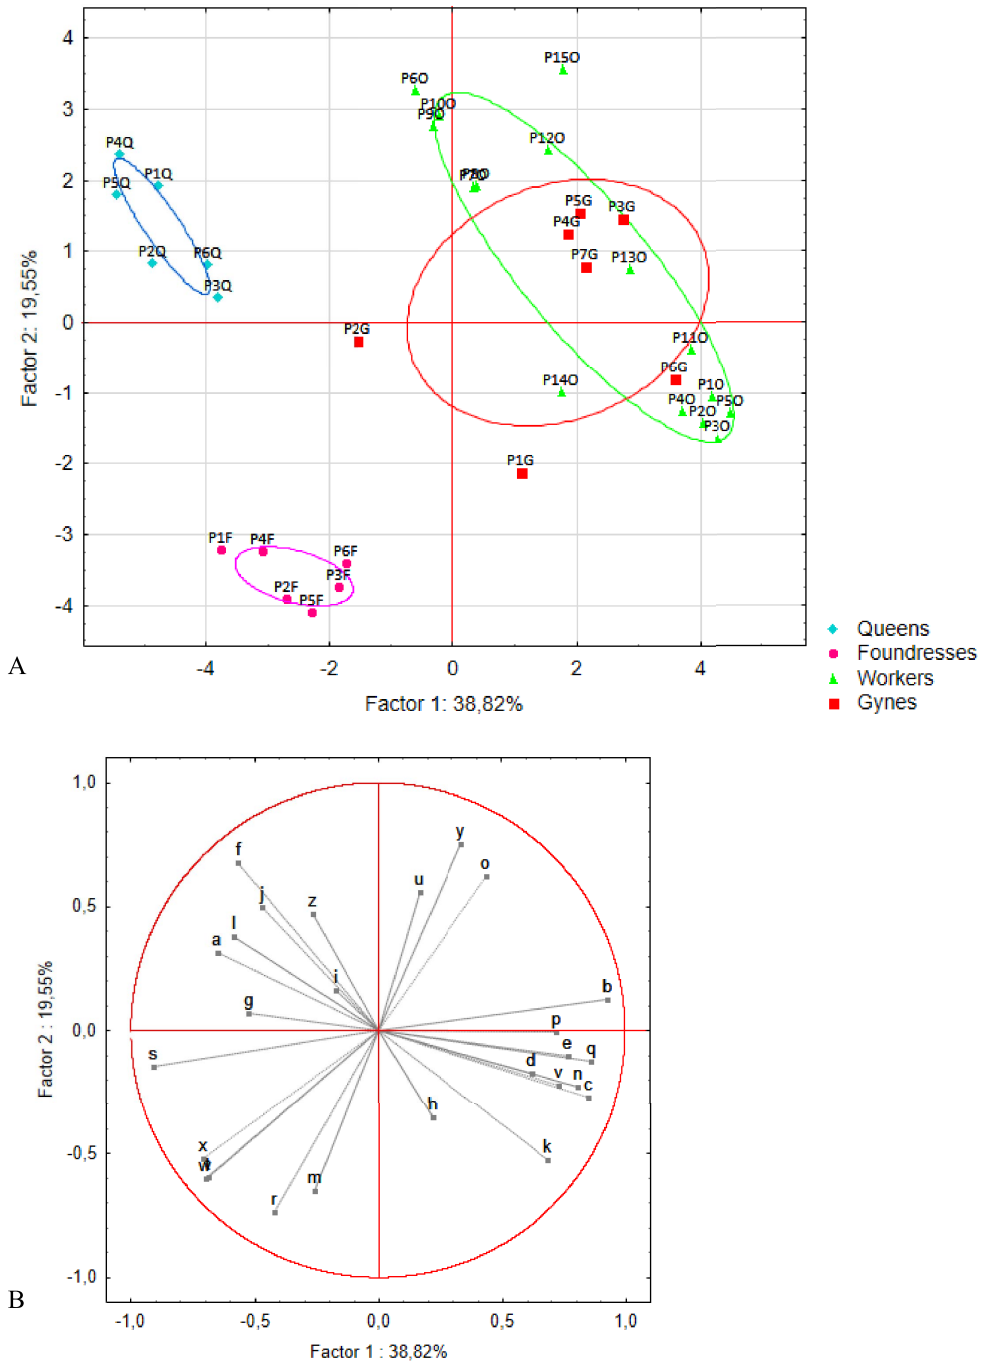 4
P15O
P6O
3
P10O
P9O
P12O
P4Q
2
P1Q
P5Q
P5G
P3G
P4G
1
P2Q
P6Q
P7G
P13O
P3Q
0
P2G
P11O
P6G
-1
P14O
P1O
P4O
P5O
P2O
P3O
-2
P1G
-3
P1F
P4F
P6F
P3F
P2F
P5F
-4
Factor 2: 19,55%
-4
-2
0
2
4
Factor 1: 38,82%
A
Queens
Foundresses
Workers
Gynes
1,0
y
f
o
u
0,5
j
z
l
a
i
b
g
0,0
p
s
e
q
d
v
n
c
h
x
k
-0,5
w
m
r
-1,0
Factor 2 : 19,55%
B
-1,0
-0,5
0,0
0,5
1,0
Factor 1 : 38,82%